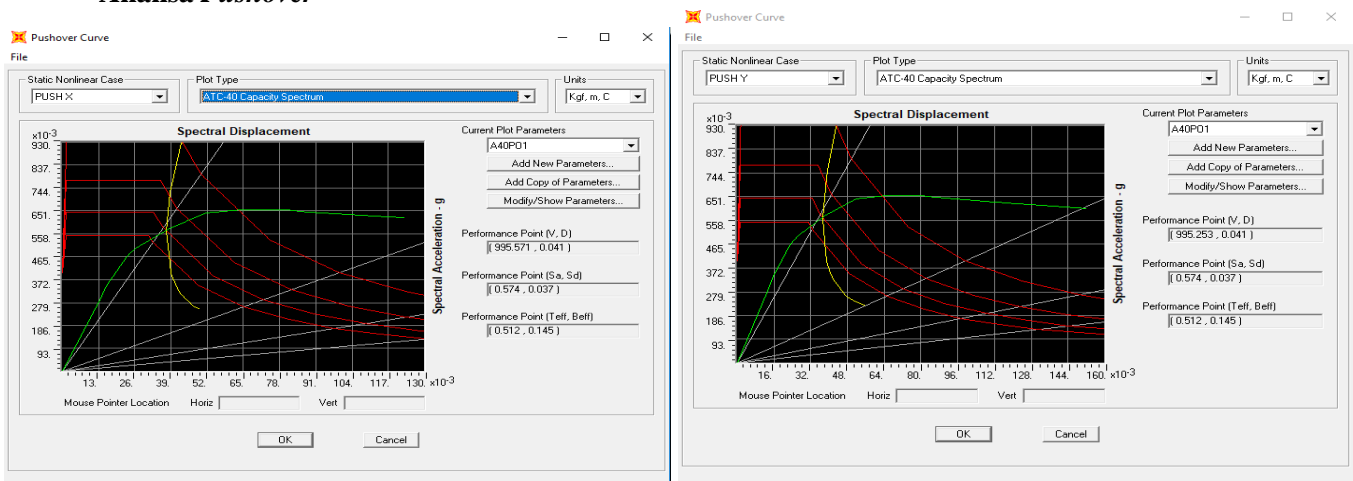 Analisa Pushover
Pushover Curve
File
Static Nonlinear Case
PUSH X
Plot Type
ATC-40 Capacity Spectrum
Units
Kgf, m, C
Spectral Displacement
x10-3
930.
837.
744.
651.
558.
465.
372.
279.
186.
93.
13. 26. 39. 52. 65. 78. 91. 104. 117. 130. x10-3
Spectral Acceleration - g
Mouse Pointer Location Horiz Vert
Current Plot Parameters
A40PO1
Add New Parameters...
Add Copy of Parameters...
Modify/Show Parameters...
Performance Point (V, D)
( 995.571 , 0.041 )
Performance Point (Sa, Sd)
( 0.574 , 0.037 )
Performance Point (Teff, Beff)
( 0.512 , 0.145 )
OK Cancel
Pushover Curve
File
Static Nonlinear Case
PUSH Y
Plot Type
ATC-40 Capacity Spectrum
Units
Kgf, m, C
Spectral Displacement
x10-3
930.
837.
744.
651.
558.
465.
372.
279.
186.
93.
16. 32. 48. 64. 80. 96. 112. 128. 144. 160. x10-3
Spectral Acceleration - g
Mouse Pointer Location Horiz Vert
Current Plot Parameters
A40PO1
Add New Parameters...
Add Copy of Parameters...
Modify/Show Parameters...
Performance Point (V, D)
( 995.253 , 0.041 )
Performance Point (Sa, Sd)
( 0.574 , 0.037 )
Performance Point (Teff, Beff)
( 0.512 , 0.145 )
OK Cancel